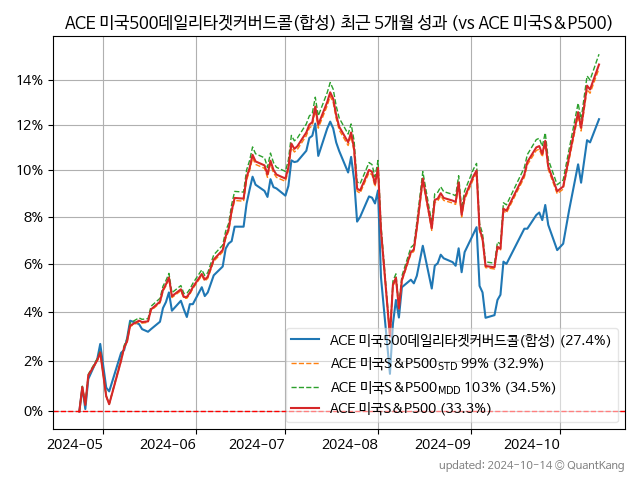 ACE 미국500데일리타겟커버드콜(합성) 최근 5개월 성과 (vs ACE 미국S&P500)
14%
12%
10%
8%
6%
4%
2%
0%
ACE 미국500데일리타겟커버드콜(합성) (27.4%)
ACE 미국S&P500STD 99% (32.9%)
ACE 미국S&P500MDD 103% (34.5%)
ACE 미국S&P500 (33.3%)
2024-05 2024-06 2024-07 2024-08 2024-09 2024-10
updated: 2024-10-14 © QuantKang